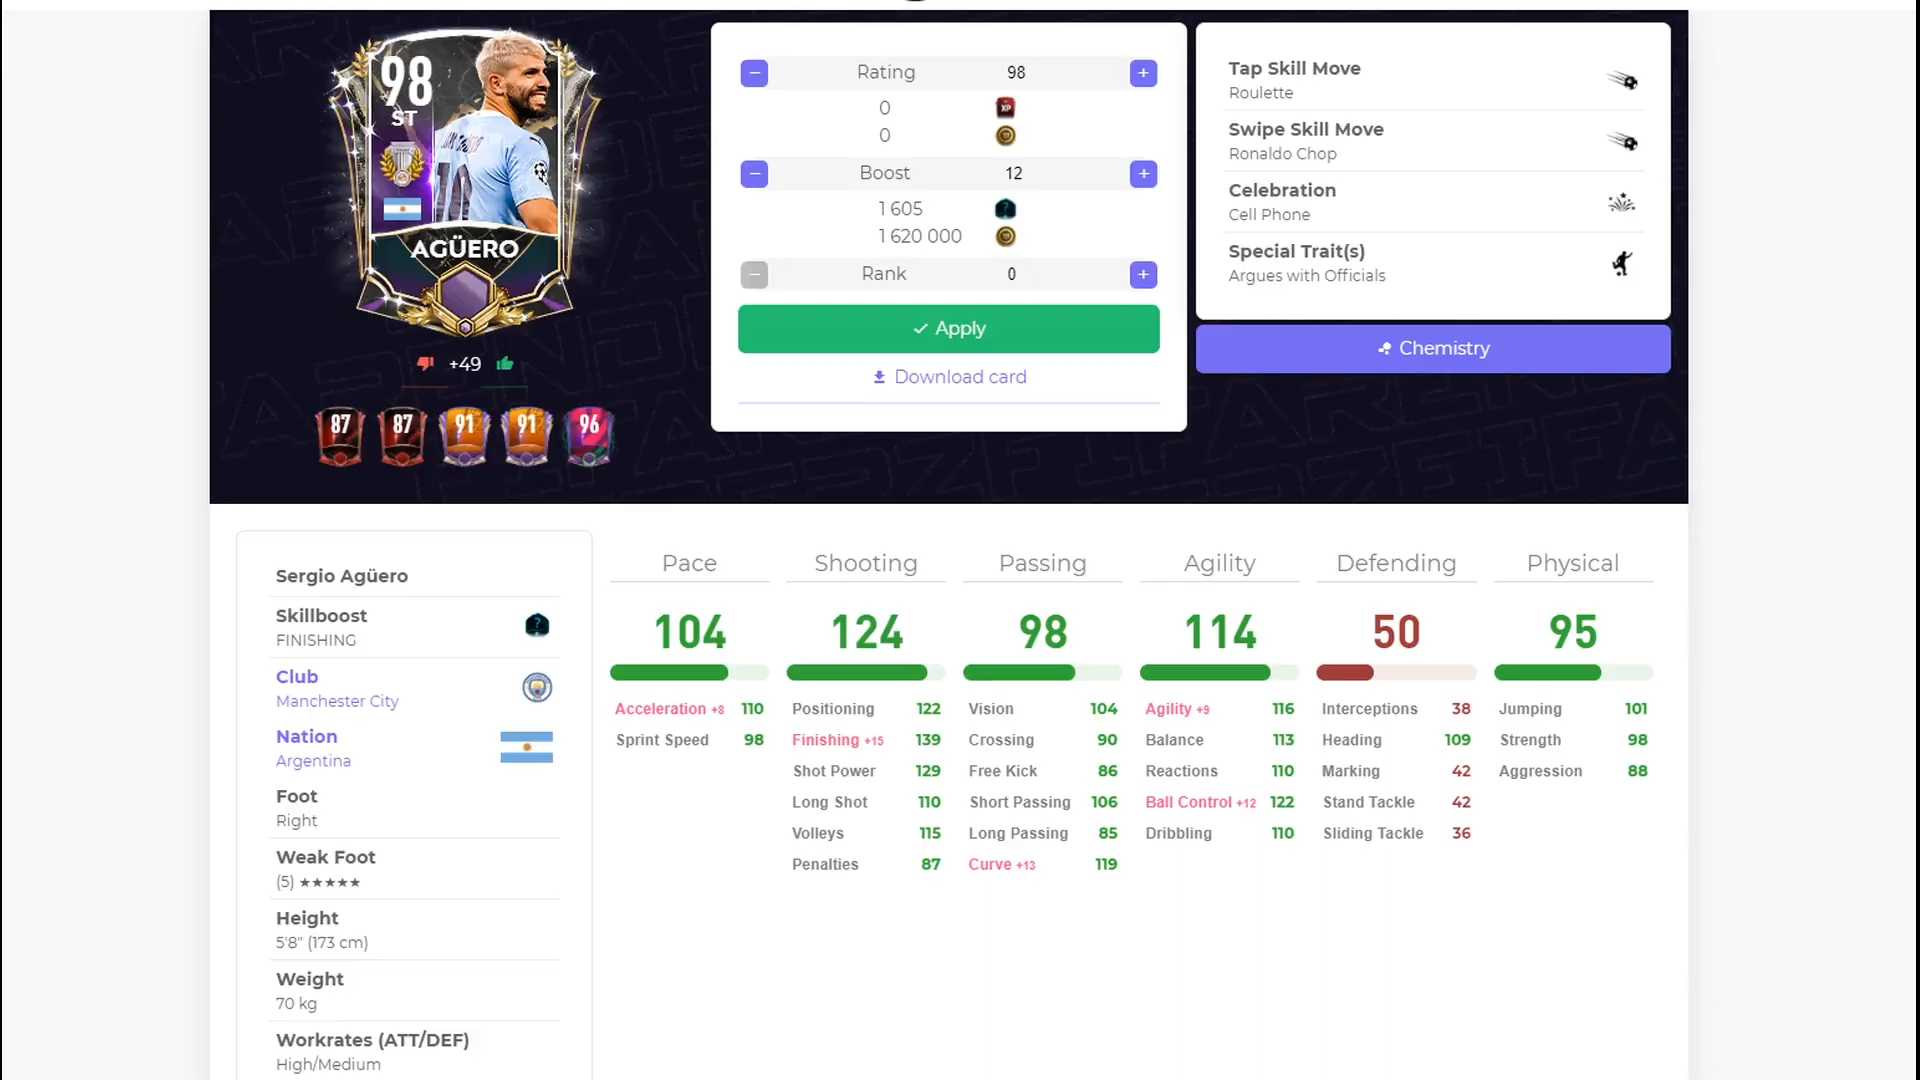 98
ST
AGÜERO
+49
87
87
91
91
96
Rating 98
0
0
Boost 12
1 605
1 620 000
Rank 0
Apply
Download card
Tap Skill Move
Roulette
Swipe Skill Move
Ronaldo Chop
Celebration
Cell Phone
Special Trait(s)
Argues with Officials
Chemistry
Sergio Agüero
Skillboost
FINISHING
Club
Manchester City
Nation
Argentina
Foot
Right
Weak Foot
(5) ★★★★★
Height
5'8" (173 cm)
Weight
70 kg
Workrates (ATT/DEF)
High/Medium
Pace
104
Acceleration +8 110
Sprint Speed 98
Shooting
124
Positioning 122
Finishing +15 139
Shot Power 129
Long Shot 110
Volleys 115
Penalties 87
Passing
98
Vision 104
Crossing 90
Free Kick 86
Short Passing 106
Long Passing 85
Curve +13 119
Agility
114
Agility +9 116
Balance 113
Reactions 110
Ball Control +12 122
Dribbling 110
Defending
50
Interceptions 38
Heading 109
Marking 42
Stand Tackle 42
Sliding Tackle 36
Physical
95
Jumping 101
Strength 98
Aggression 88